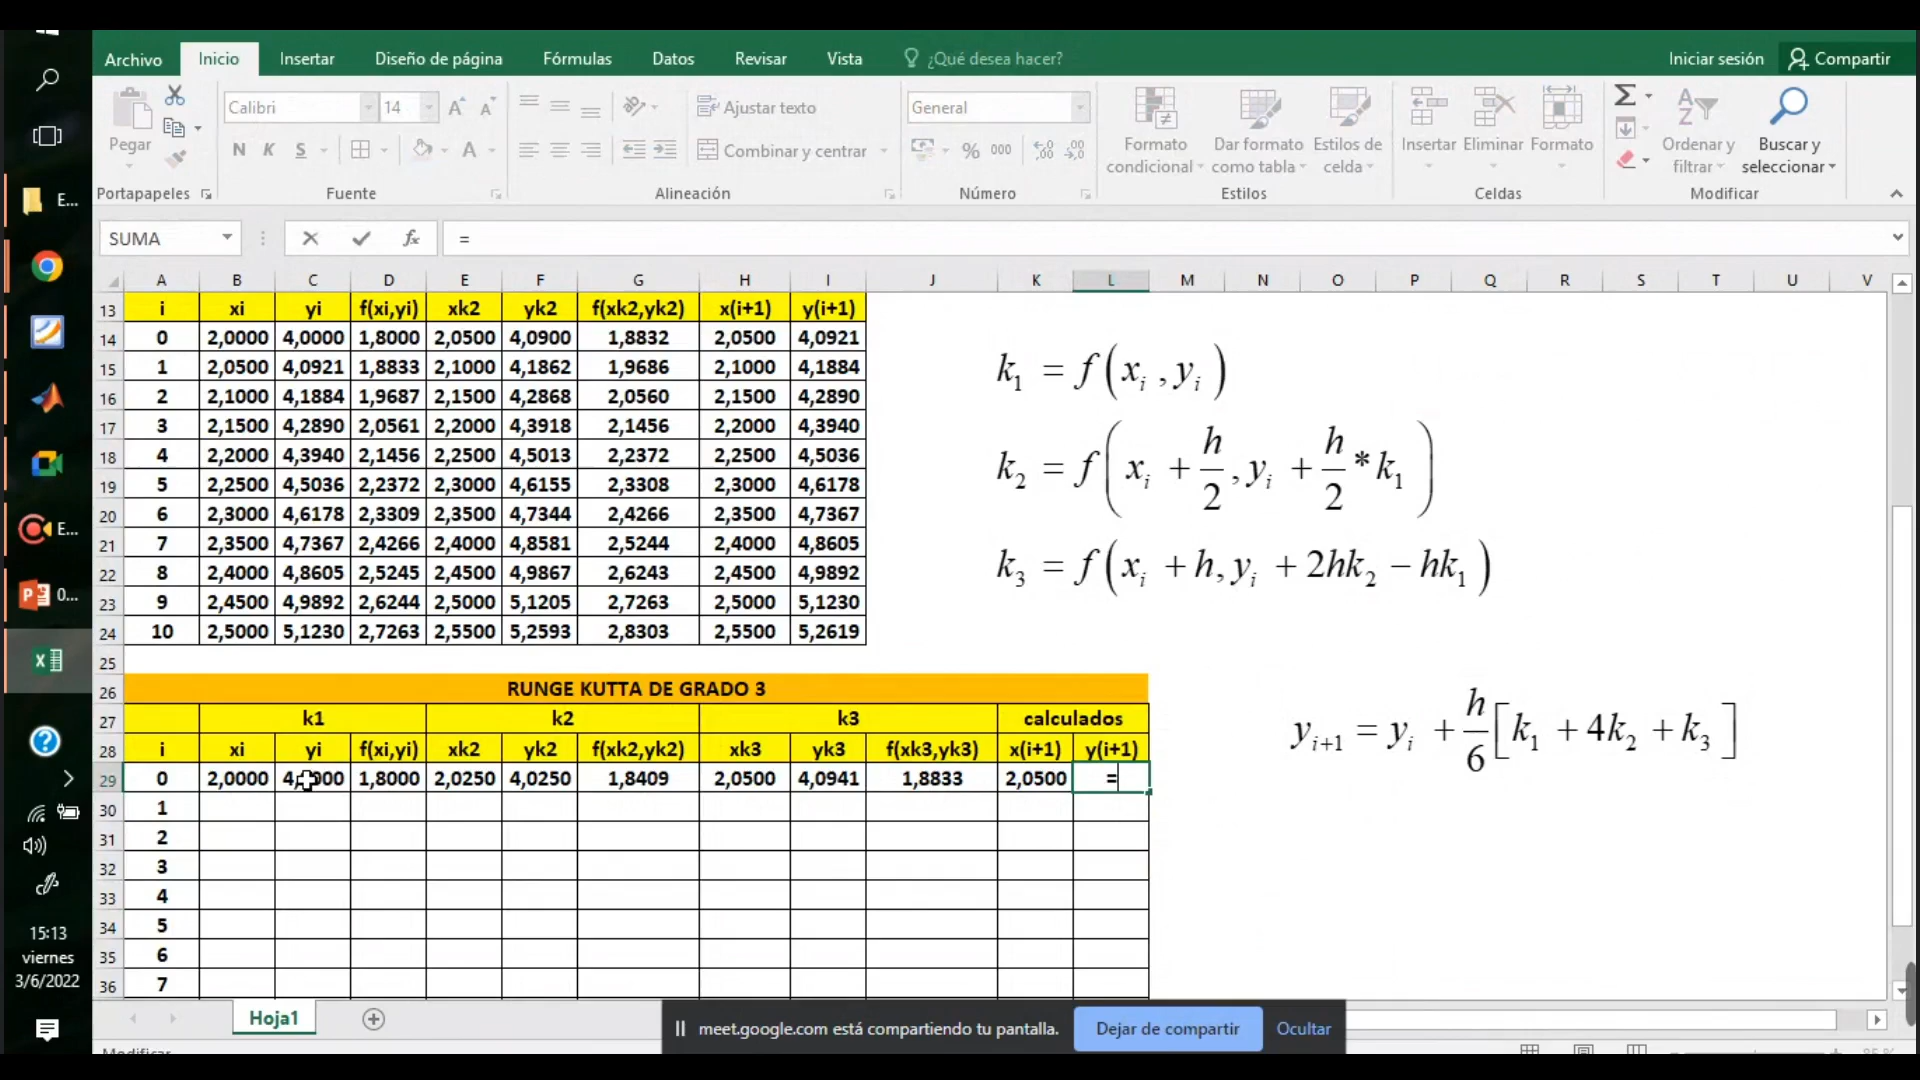 Archivo Inicio Insertar Diseño de página Fórmulas Datos Revisar Vista ¿Qué desea hacer? Iniciar sesión Compartir
Pegar Calibri 14 Ajustar texto General
N K S Combinar y centrar % 000
Formato condicional Dar formato como tabla Estilos de celda Insertar Eliminar Formato Ordenar y filtrar Buscar y seleccionar
Portapapeles Fuente Alineación Número Estilos Celdas Modificar
SUMA fx =
A B C D E F G H I J K L M N O P Q R S T U V
13 i xi yi f(xi,yi) xk2 yk2 f(xk2,yk2) x(i+1) y(i+1)
14 0 2,0000 4,0000 1,8000 2,0500 4,0900 1,8832 2,0500 4,0921
15 1 2,0500 4,0921 1,8833 2,1000 4,1862 1,9686 2,1000 4,1884
16 2 2,1000 4,1884 1,9687 2,1500 4,2868 2,0560 2,1500 4,2890
17 3 2,1500 4,2890 2,0561 2,2000 4,3918 2,1456 2,2000 4,3940
18 4 2,2000 4,3940 2,1456 2,2500 4,5013 2,2372 2,2500 4,5036
19 5 2,2500 4,5036 2,2372 2,3000 4,6155 2,3308 2,3000 4,6178
20 6 2,3000 4,6178 2,3309 2,3500 4,7344 2,4266 2,3500 4,7367
21 7 2,3500 4,7367 2,4266 2,4000 4,8581 2,5244 2,4000 4,8605
22 8 2,4000 4,8605 2,5245 2,4500 4,9867 2,6243 2,4500 4,9892
23 9 2,4500 4,9892 2,6244 2,5000 5,1205 2,7263 2,5000 5,1230
24 10 2,5000 5,1230 2,7263 2,5500 5,2593 2,8303 2,5500 5,2619
k₁ = f(xᵢ, yᵢ)
k₂ = f(xᵢ + h/2, yᵢ + h/2 * k₁)
k₃ = f(xᵢ + h, yᵢ + 2hk₂ − hk₁)
25
26 RUNGE KUTTA DE GRADO 3
27 k1 k2 k3 calculados
28 i xi yi f(xi,yi) xk2 yk2 f(xk2,yk2) xk3 yk3 f(xk3,yk3) x(i+1) y(i+1)
29 0 2,0000 4,0000 1,8000 2,0250 4,0250 1,8409 2,0500 4,0941 1,8833 2,0500 =
30 1
31 2
32 3
33 4
34 5
35 6
36 7
yᵢ₊₁ = yᵢ + h/6 [k₁ + 4k₂ + k₃]
Hoja1
meet.google.com está compartiendo tu pantalla. Dejar de compartir Ocultar
E...
E...
0...
15:13
viernes
3/6/2022